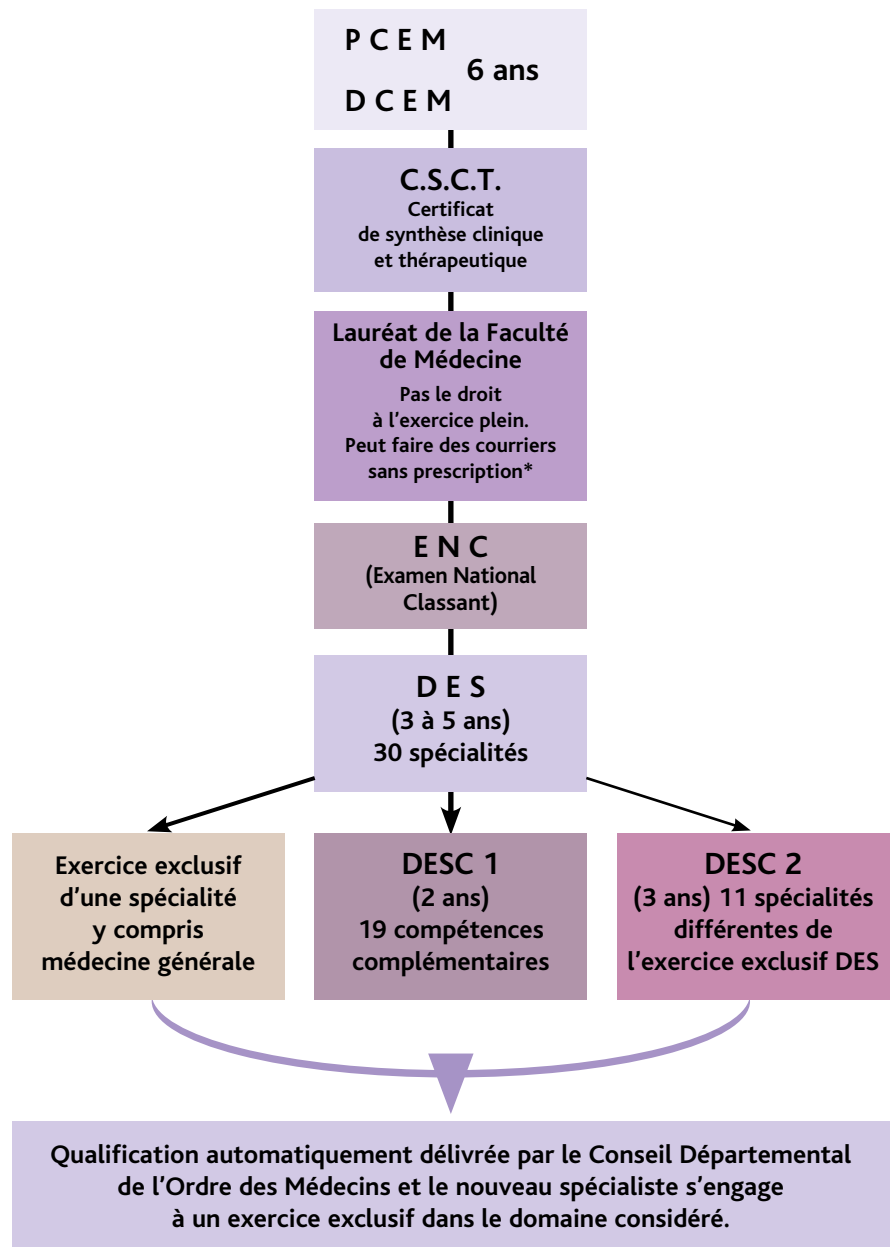 P C E M
6 ans
D C E M
C.S.C.T.
Certificat
de synthèse clinique
et thérapeutique
Lauréat de la Faculté
de Médecine
Pas le droit
à l'exercice plein.
Peut faire des courriers
sans prescription*
E N C
(Examen National
Classant)
D E S
(3 à 5 ans)
30 spécialités
Exercice exclusif
d'une spécialité
y compris
médecine générale
DESC 1
(2 ans)
19 compétences
complémentaires
DESC 2
(3 ans) 11 spécialités
différentes de
l'exercice exclusif DES
Qualification automatiquement délivrée par le Conseil Départemental
de l'Ordre des Médecins et le nouveau spécialiste s'engage
à un exercice exclusif dans le domaine considéré.